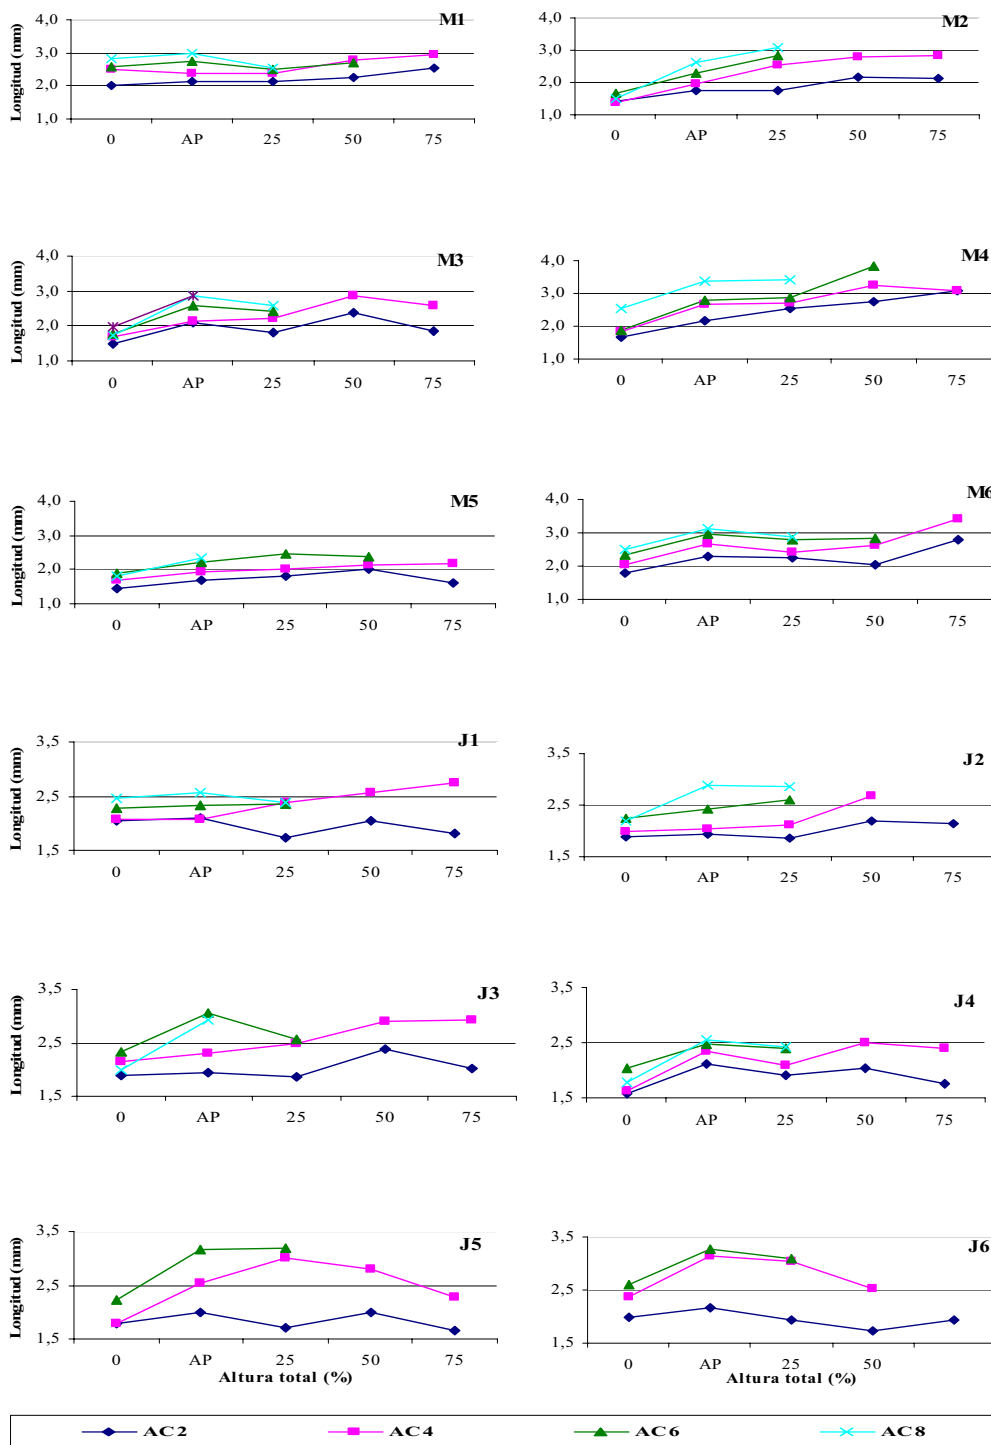 M1
Longitud (mm)
4,0
3,0
2,0
1,0
0 AP 25 50 75
M2
4,0
3,0
2,0
1,0
0 AP 25 50 75
M3
Longitud (mm)
4,0
3,0
2,0
1,0
0 AP 25 50 75
M4
4,0
3,0
2,0
1,0
0 AP 25 50 75
M5
Longitud (mm)
4,0
3,0
2,0
1,0
0 AP 25 50 75
M6
4,0
3,0
2,0
1,0
0 AP 25 50 75
J1
Longitud (mm)
3,5
2,5
1,5
0 AP 25 50 75
J2
3,5
2,5
1,5
0 AP 25 50 75
J3
Longitud (mm)
3,5
2,5
1,5
0 AP 25 50 75
J4
3,5
2,5
1,5
0 AP 25 50 75
J5
Longitud (mm)
3,5
2,5
1,5
0 AP 25 50 75
Altura total (%)
J6
3,5
2,5
1,5
0 AP 25 50 75
Altura total (%)
AC2 AC4 AC6 AC8